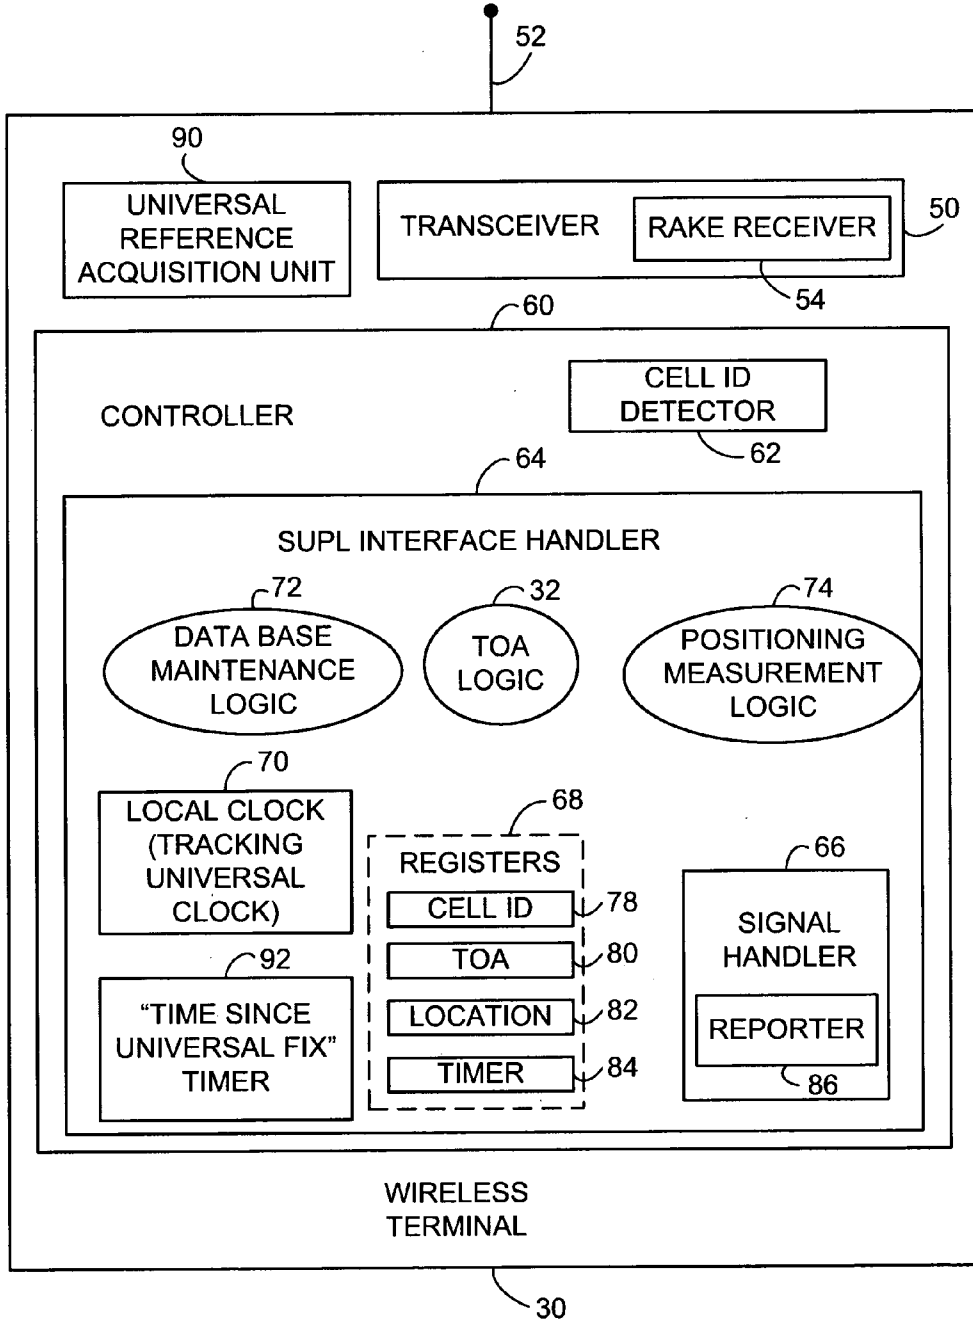 52
90
UNIVERSAL
REFERENCE
ACQUISITION UNIT
TRANSCEIVER
RAKE RECEIVER
50
54
60
CONTROLLER
CELL ID
DETECTOR
62
64
SUPL INTERFACE HANDLER
72
DATA BASE
MAINTENANCE
LOGIC
32
TOA
LOGIC
74
POSITIONING
MEASUREMENT
LOGIC
70
LOCAL CLOCK
(TRACKING
UNIVERSAL
CLOCK)
68
REGISTERS
CELL ID
78
TOA
80
LOCATION
82
TIMER
84
66
SIGNAL
HANDLER
REPORTER
86
92
“TIME SINCE
UNIVERSAL FIX”
TIMER
WIRELESS
TERMINAL
30